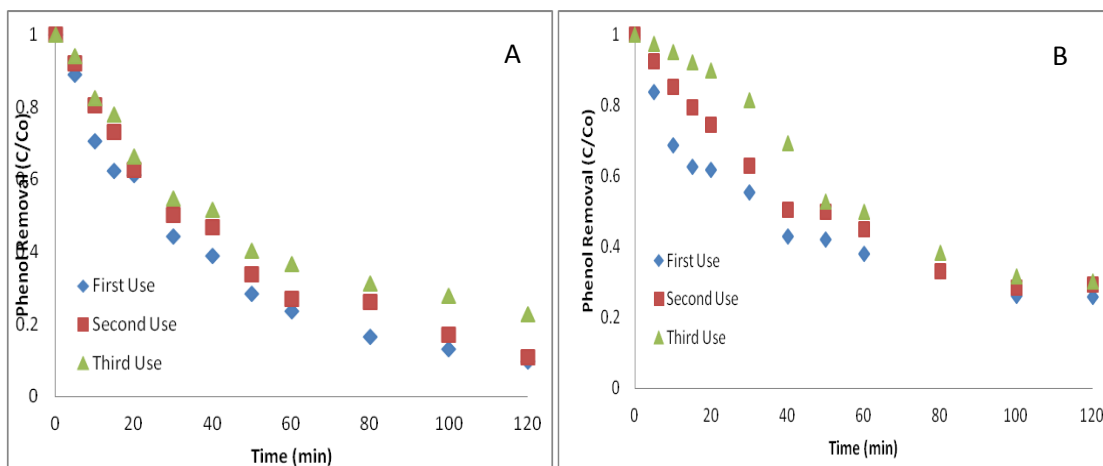 A
Phenol Removal (C/Co)
1
0.8
0.6
0.4
0.2
0
First Use
Second Use
Third Use
0 20 40 60 80 100 120
Time (min)
B
Phenol Removal (C/Co)
1
0.8
0.6
0.4
0.2
0
First Use
Second Use
Third Use
0 20 40 60 80 100 120
Time (min)